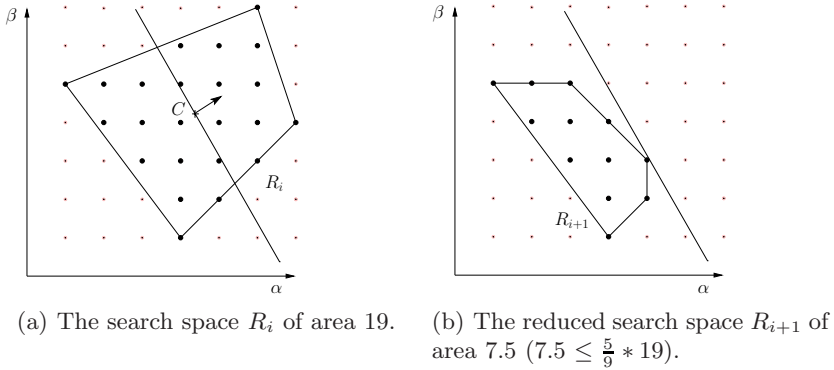 β
C
R_i
α
β
R_{i+1}
α
(a) The search space R_i of area 19.
(b) The reduced search space R_{i+1} of
area 7.5 (7.5 ≤ 5/9 * 19).